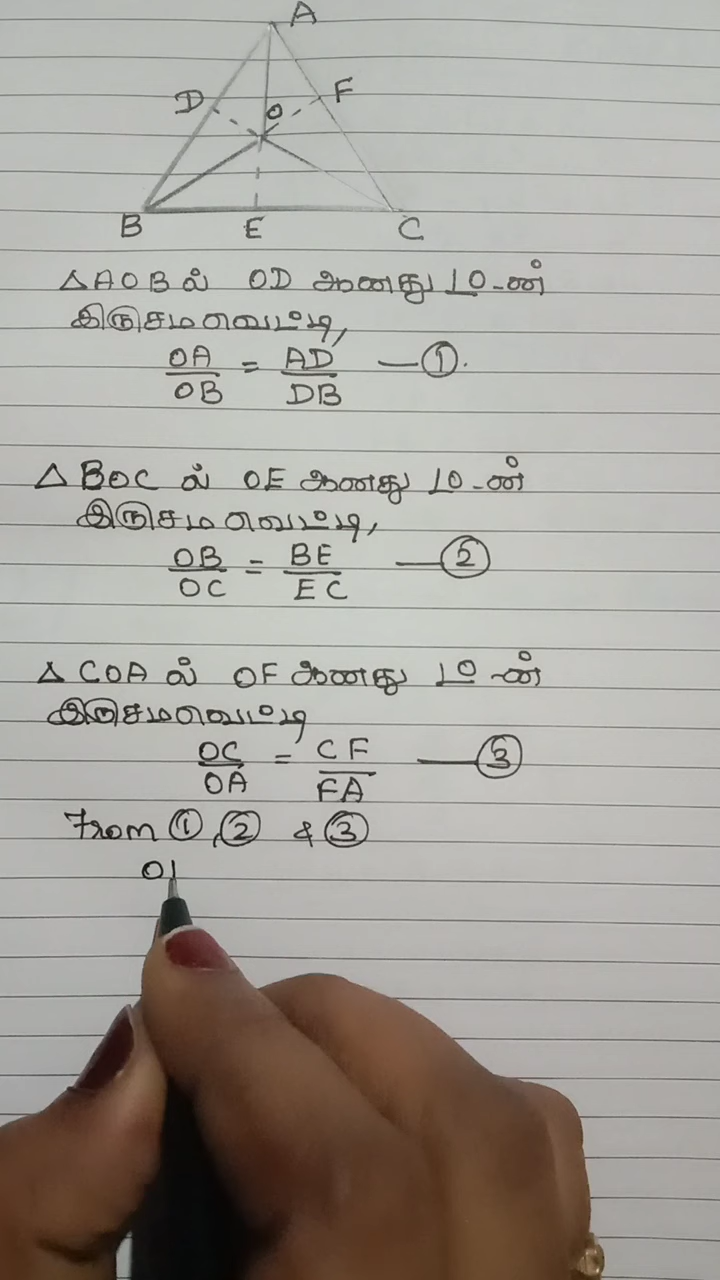 A
D
F
O
B
E
C
△AOB ல் OD ஆனது ∠O-ன்
இருசமவெட்டி,
OA/OB = AD/DB —①.
△BOC ல் OE ஆனது ∠O-ன்
இருசமவெட்டி,
OB/OC = BE/EC —②
△COA ல் OF ஆனது ∠O-ன்
இருசமவெட்டி
OC/OA = CF/FA —③
From ①,② & ③
O